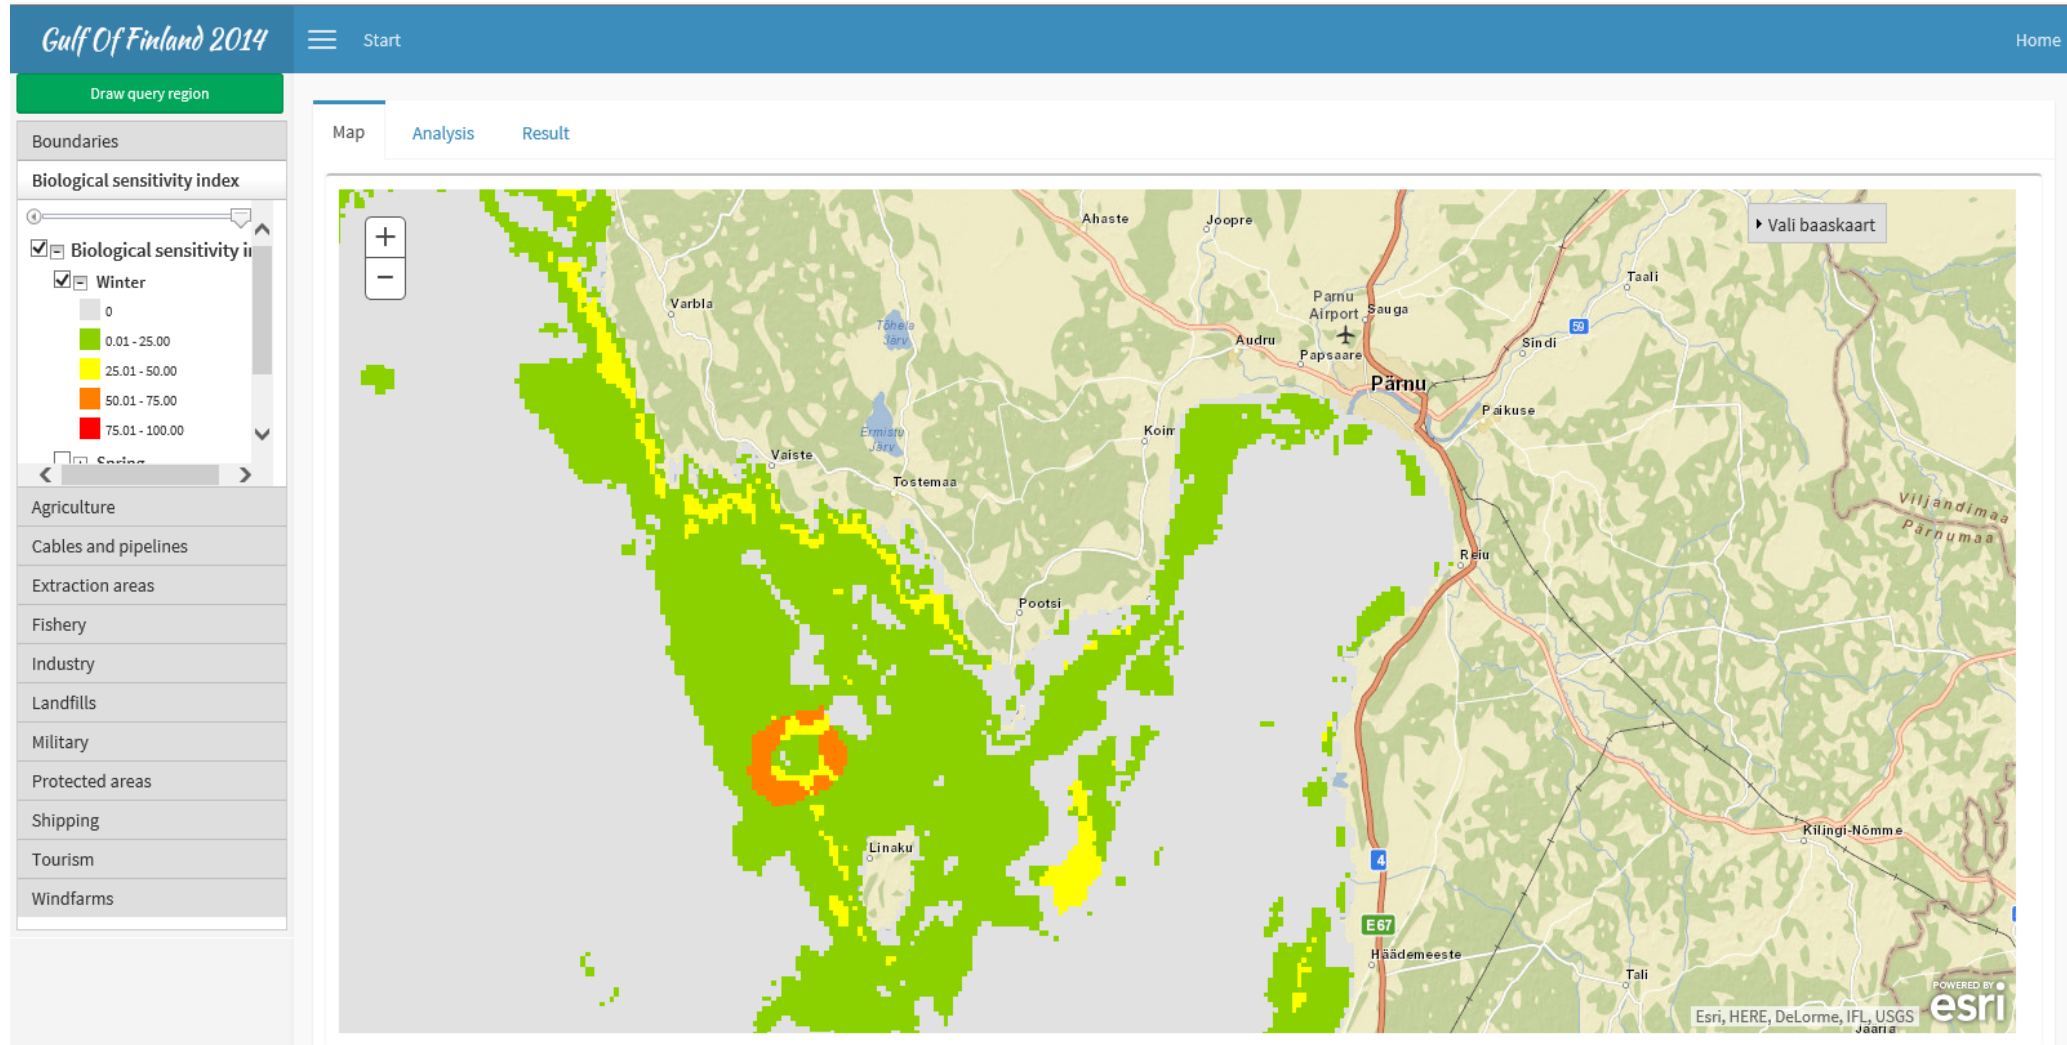 Gulf Of Finland 2014
Start
Home
Draw query region
Boundaries
Biological sensitivity index
Biological sensitivity i
Winter
0
0.01 - 25.00
25.01 - 50.00
50.01 - 75.00
75.01 - 100.00
Spring
Agriculture
Cables and pipelines
Extraction areas
Fishery
Industry
Landfills
Military
Protected areas
Shipping
Tourism
Windfarms
Map
Analysis
Result
+
−
Vali baaskaart
Ahaste
Joopre
Taali
Varbla
Parnu
Airport
Sauga
Tõhela
Järv
59
Audru
Sindi
Papsaare
Pärnu
Paikuse
Ermistu
Järv
Koim
Vaiste
Tostemaa
Viljandimaa
Pärnumaa
Reiu
Pootsi
Kilingi-Nõmme
Linaku
4
E67
Häädemeeste
Tali
POWERED BY
esri
Esri, HERE, DeLorme, IFL, USGS
Jaaria